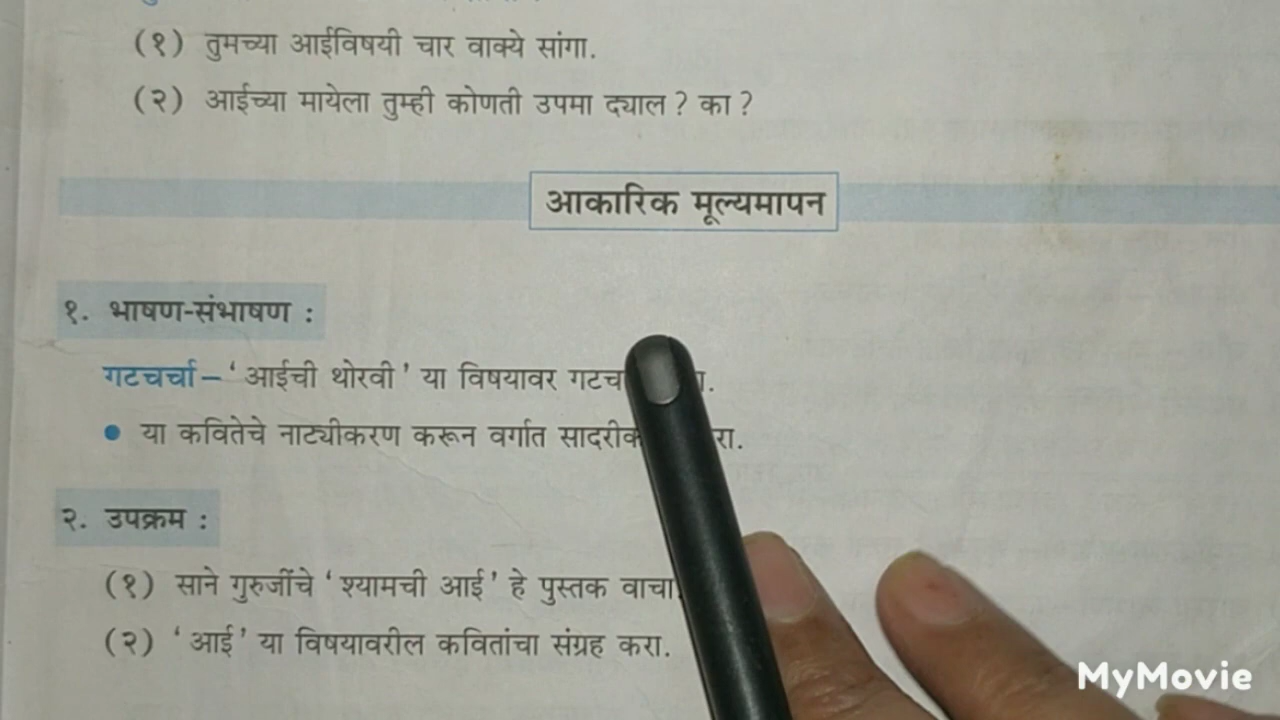 (१) तुमच्या आईविषयी चार वाक्ये सांगा.
(२) आईच्या मायेला तुम्ही कोणती उपमा द्याल ? का ?
आकारिक मूल्यमापन
१. भाषण-संभाषण :
गटचर्चा – ‘ आईची थोरवी ’ या विषयावर
• या कवितेचे नाट्यीकरण करून वर्गात
२. उपक्रम :
(१) साने गुरुजींचे ‘ श्यामची आई ’ हे पुस्तक वाचा
(२) ‘ आई ’ या विषयावरील कवितांचा संग्रह करा.
MyMovie